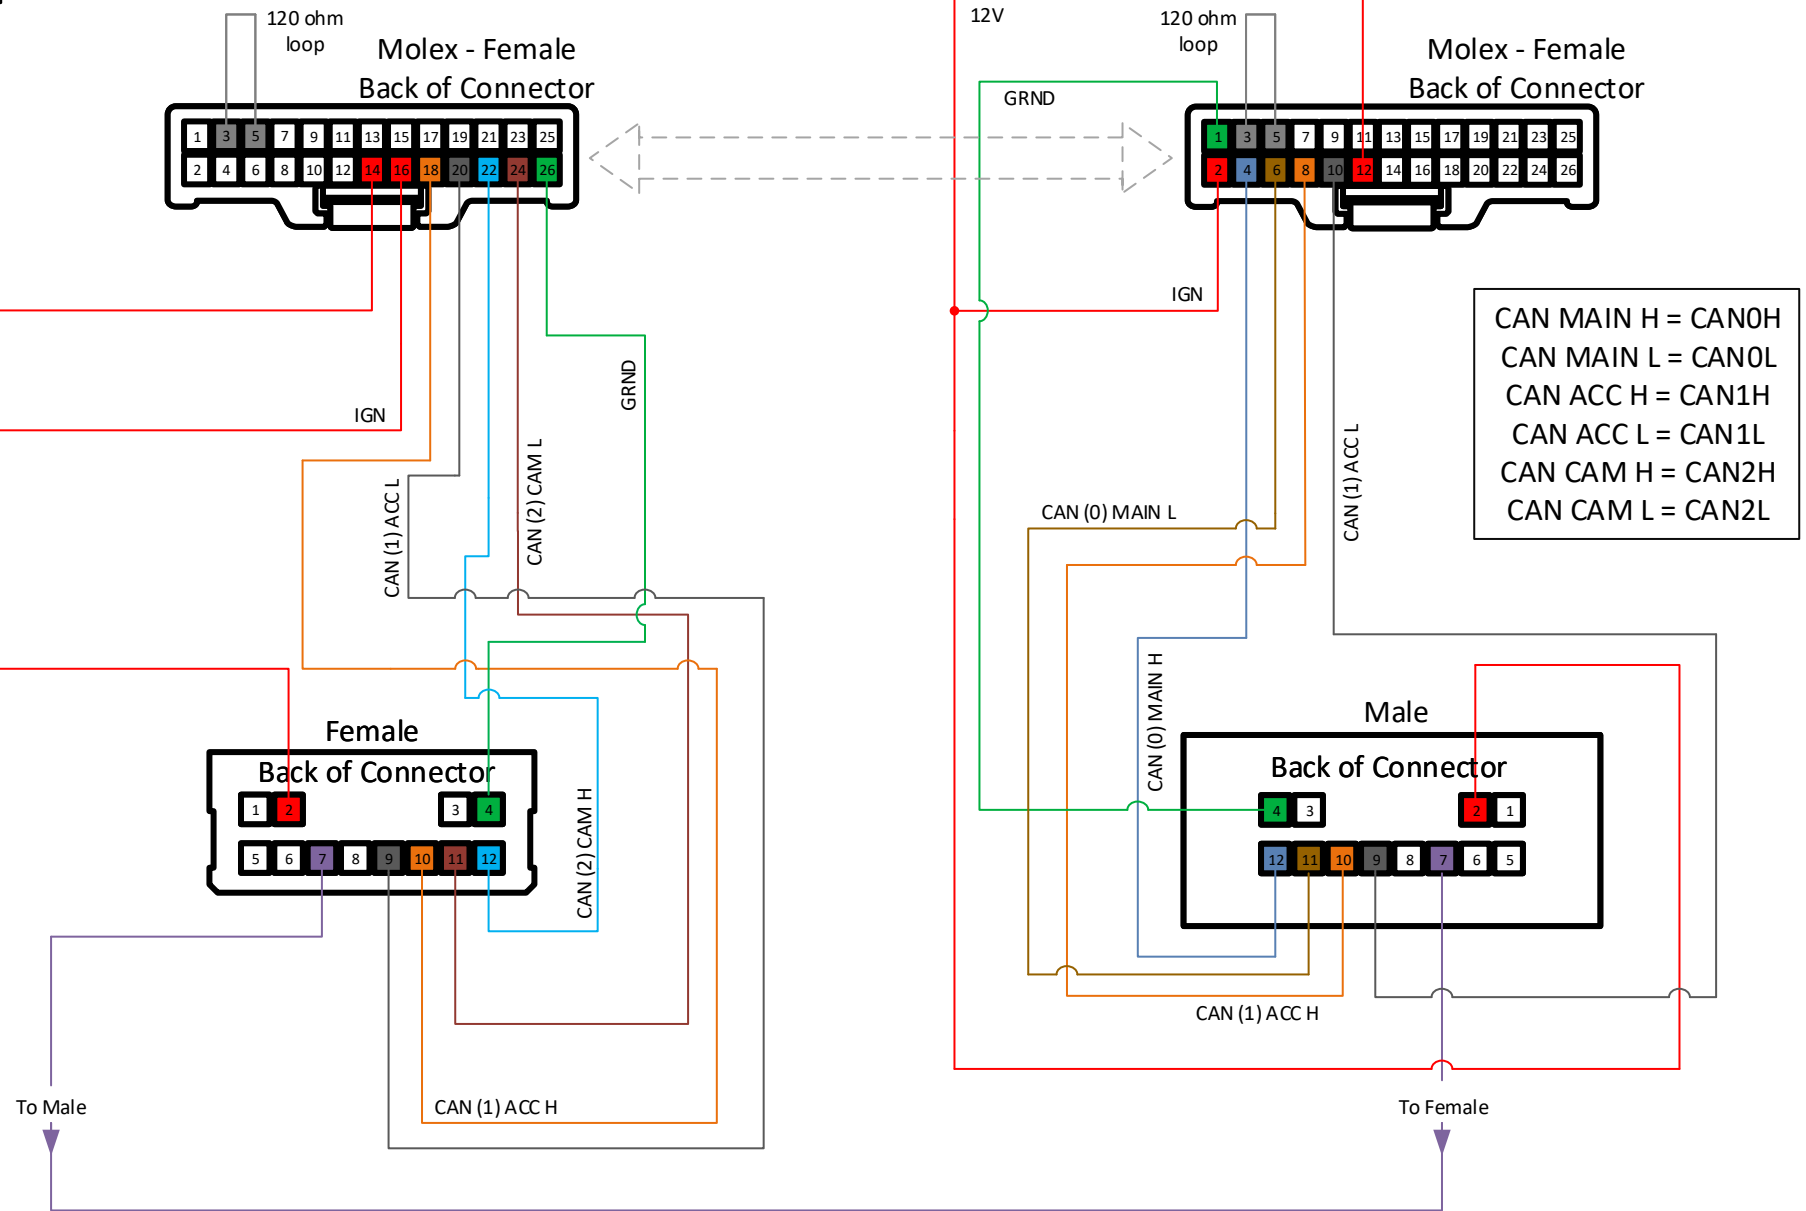 120 ohm
loop
Molex - Female
Back of Connector
1 3 5 7 9 11 13 15 17 19 21 23 25
2 4 6 8 10 12 14 16 18 20 22 24 26
12V
GRND
120 ohm
loop
Molex - Female
Back of Connector
1 3 5 7 9 11 13 15 17 19 21 23 25
2 4 6 8 10 12 14 16 18 20 22 24 26
IGN
GRND
CAN (1) ACC L
CAN (2) CAM L
IGN
CAN (0) MAIN L
CAN (1) ACC L
CAN MAIN H = CAN0H
CAN MAIN L = CAN0L
CAN ACC H = CAN1H
CAN ACC L = CAN1L
CAN CAM H = CAN2H
CAN CAM L = CAN2L
Female
Back of Connector
1 2 3 4
5 6 7 8 9 10 11 12
CAN (2) CAM H
CAN (1) ACC H
To Male
CAN (0) MAIN H
Male
Back of Connector
4 3 2 1
12 11 10 9 8 7 6 5
CAN (1) ACC H
To Female